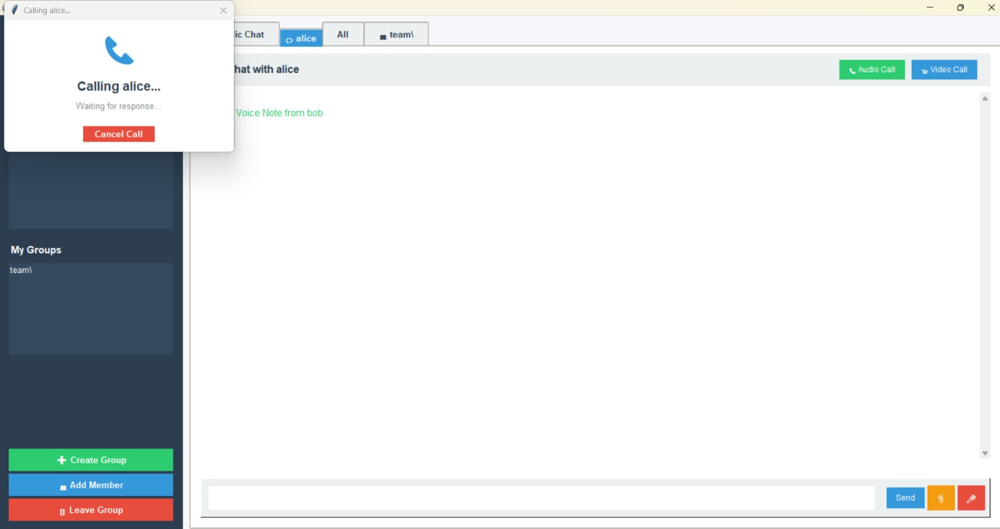 Calling alice...
Calling alice...
Waiting for response...
Cancel Call
ic Chat
alice
All
team\
hat with alice
Audio Call
Video Call
Voice Note from bob
My Groups
team\
Create Group
Add Member
Leave Group
Send